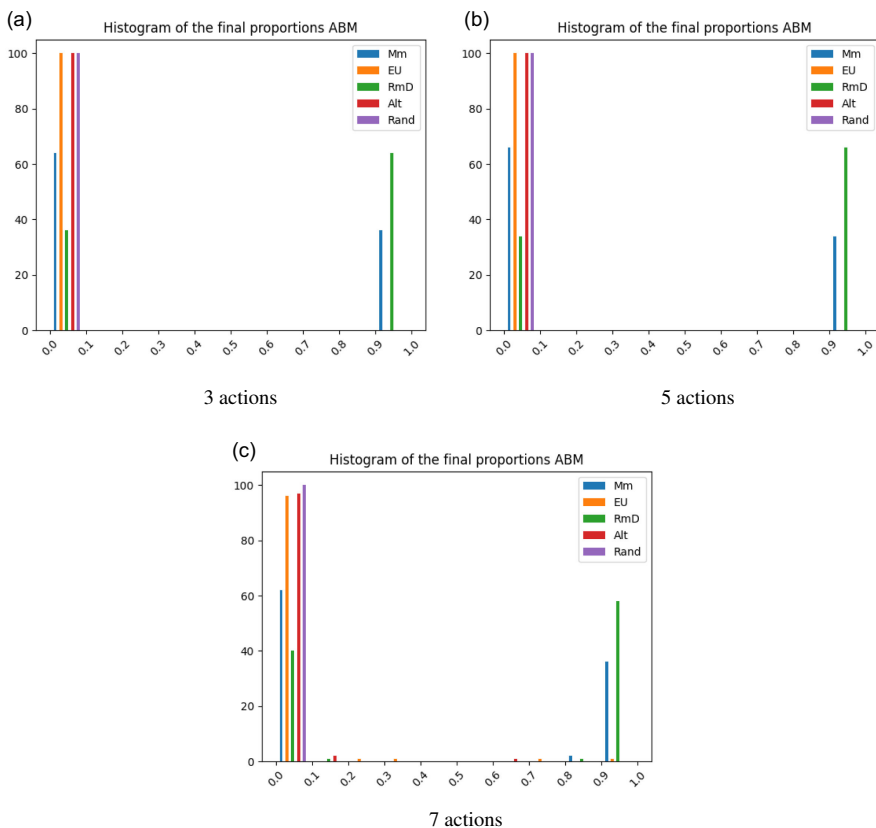 (a)
Histogram of the final proportions ABM
100
80
60
40
20
0
0.0 0.1 0.2 0.3 0.4 0.5 0.6 0.7 0.8 0.9 1.0
Mm
EU
RmD
Alt
Rand
3 actions
(b)
Histogram of the final proportions ABM
100
80
60
40
20
0
0.0 0.1 0.2 0.3 0.4 0.5 0.6 0.7 0.8 0.9 1.0
Mm
EU
RmD
Alt
Rand
5 actions
(c)
Histogram of the final proportions ABM
100
80
60
40
20
0
0.0 0.1 0.2 0.3 0.4 0.5 0.6 0.7 0.8 0.9 1.0
Mm
EU
RmD
Alt
Rand
7 actions